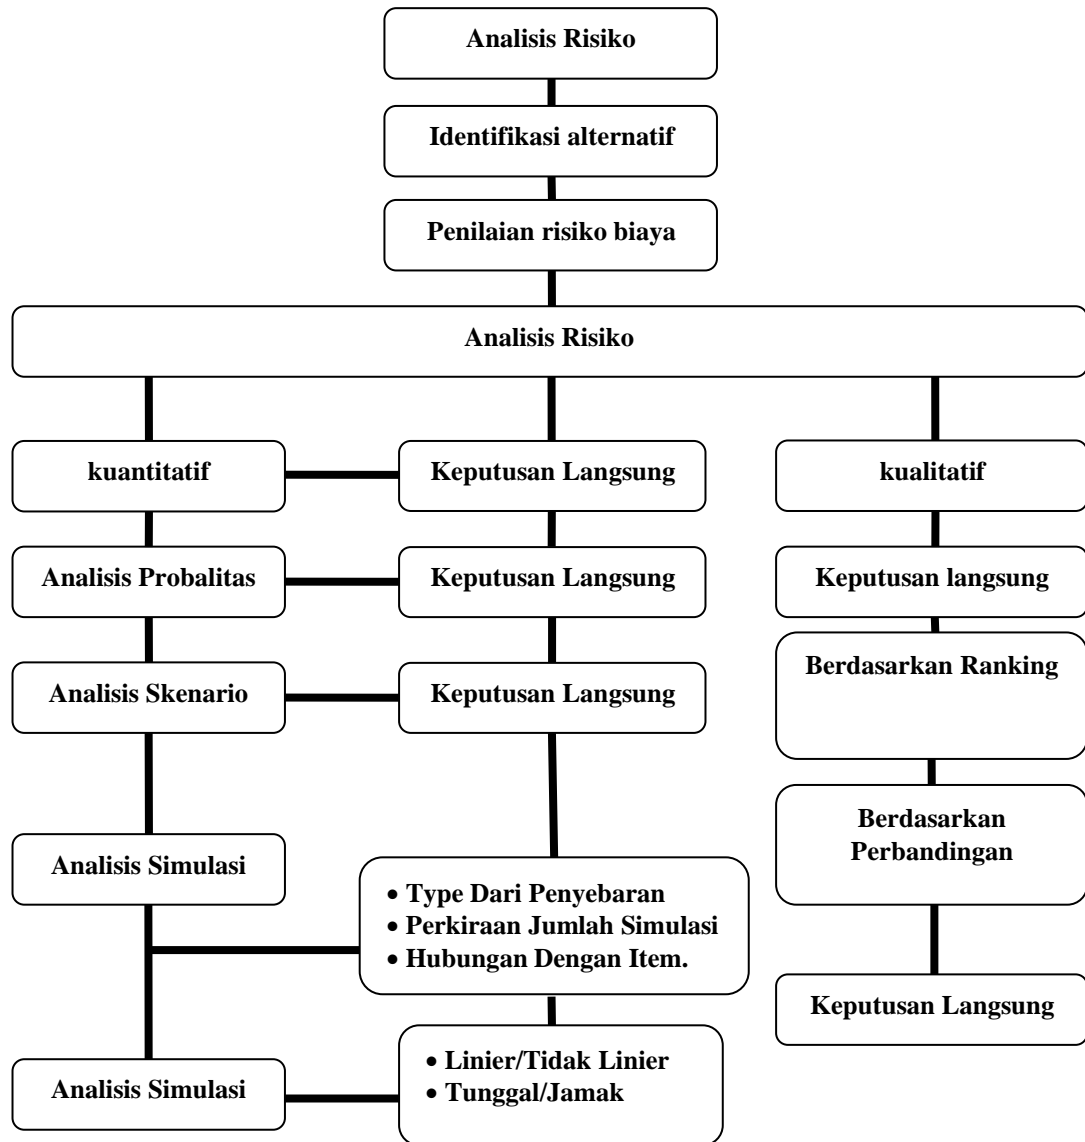 Analisis Risiko
Identifikasi alternatif
Penilaian risiko biaya
Analisis Risiko
kuantitatif
Keputusan Langsung
kualitatif
Analisis Probalitas
Keputusan Langsung
Keputusan langsung
Analisis Skenario
Keputusan Langsung
Berdasarkan Ranking
Berdasarkan
Perbandingan
Analisis Simulasi
• Type Dari Penyebaran
• Perkiraan Jumlah Simulasi
• Hubungan Dengan Item.
Keputusan Langsung
Analisis Simulasi
• Linier/Tidak Linier
• Tunggal/Jamak